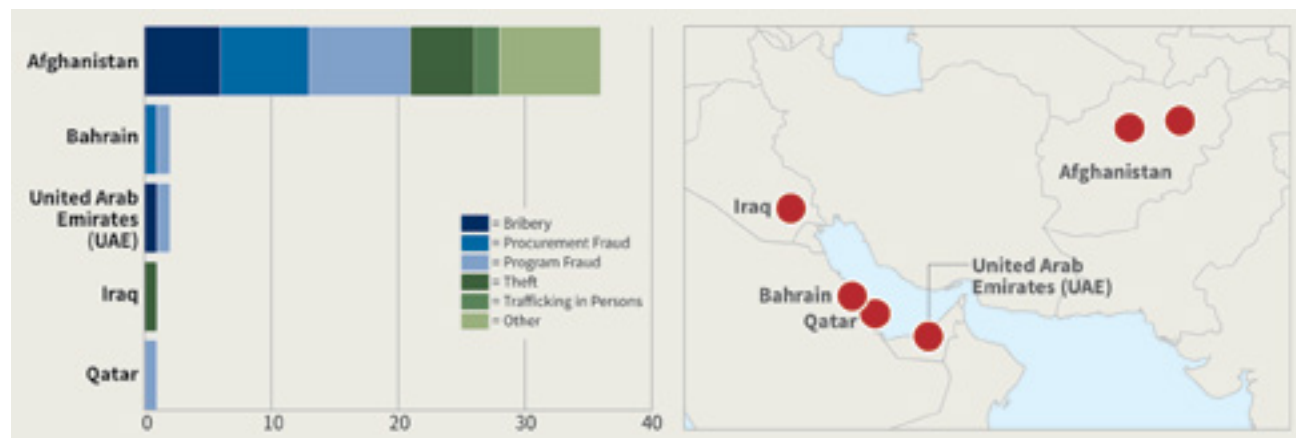 Afghanistan
Bahrain
United Arab
Emirates
(UAE)
Iraq
Qatar
0 10 20 30 40
= Bribery
= Procurement Fraud
= Program Fraud
= Theft
= Trafficking in Persons
= Other
Afghanistan
Iraq
United Arab
Emirates (UAE)
Bahrain
Qatar